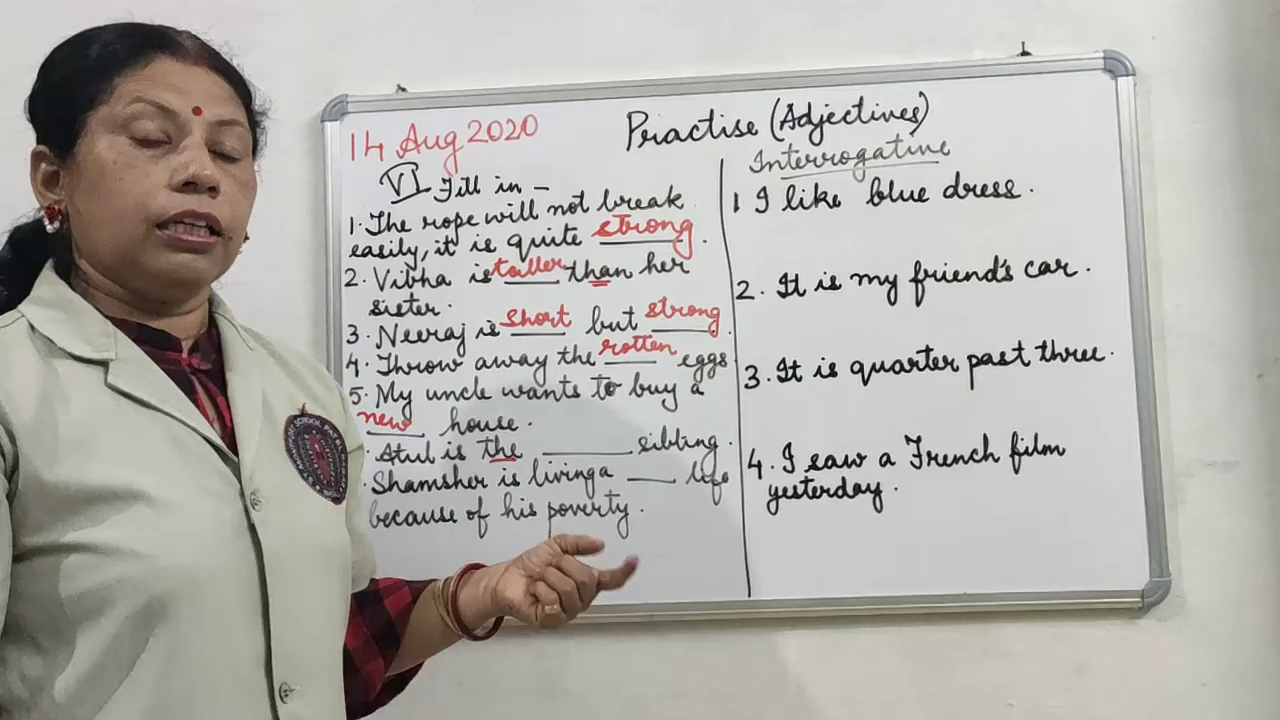 14 Aug 2020
Practise (Adjectives)
VI Fill in -
1. The rope will not break
easily, it is quite strong.
2. Vibha is taller than her
sister.
3. Neeraj is short but strong.
4. Throw away the rotten eggs
5. My uncle wants to buy a
new house.
. Atul is the ____ sibling.
. Shamsher is living a ____ life
because of his poverty.
Interrogative
1 I like blue dress.
2. It is my friend's car.
3. It is quarter past three.
4. I saw a French film
yesterday.